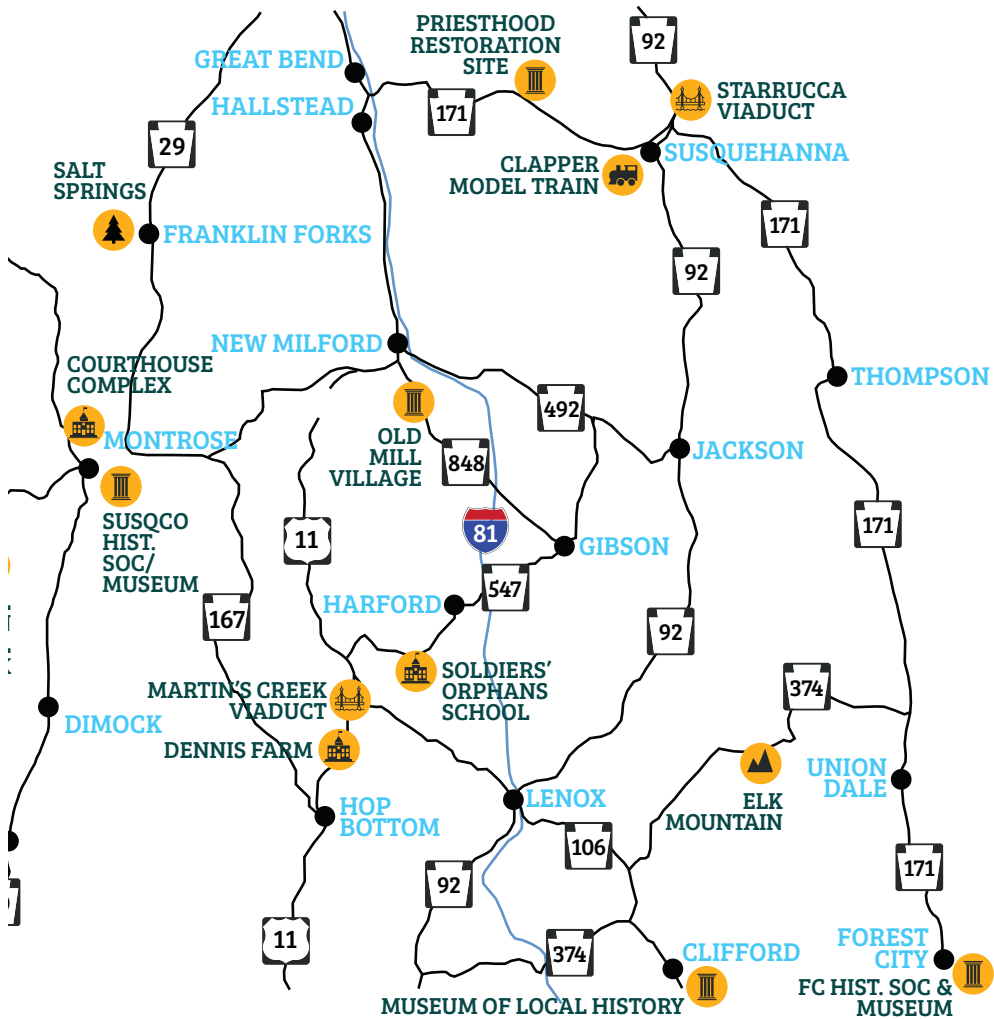 PRIESTHOOD
RESTORATION
SITE
92
GREAT BEND
STARRUCCA
VIADUCT
HALLSTEAD
171
29
SUSQUEHANNA
CLAPPER
MODEL TRAIN
SALT
SPRINGS
171
FRANKLIN FORKS
92
NEW MILFORD
COURTHOUSE
COMPLEX
THOMPSON
492
MONTROSE
OLD
MILL
VILLAGE
848
JACKSON
SUSQCO
HIST.
SOC/
MUSEUM
11
81
171
GIBSON
547
HARFORD
167
92
SOLDIERS'
ORPHANS
SCHOOL
374
MARTIN'S CREEK
VIADUCT
DIMOCK
DENNIS FARM
UNION
DALE
ELK
MOUNTAIN
LENOX
HOP
BOTTOM
106
171
92
11
374
CLIFFORD
FOREST
CITY
MUSEUM OF LOCAL HISTORY
FC HIST. SOC &
MUSEUM